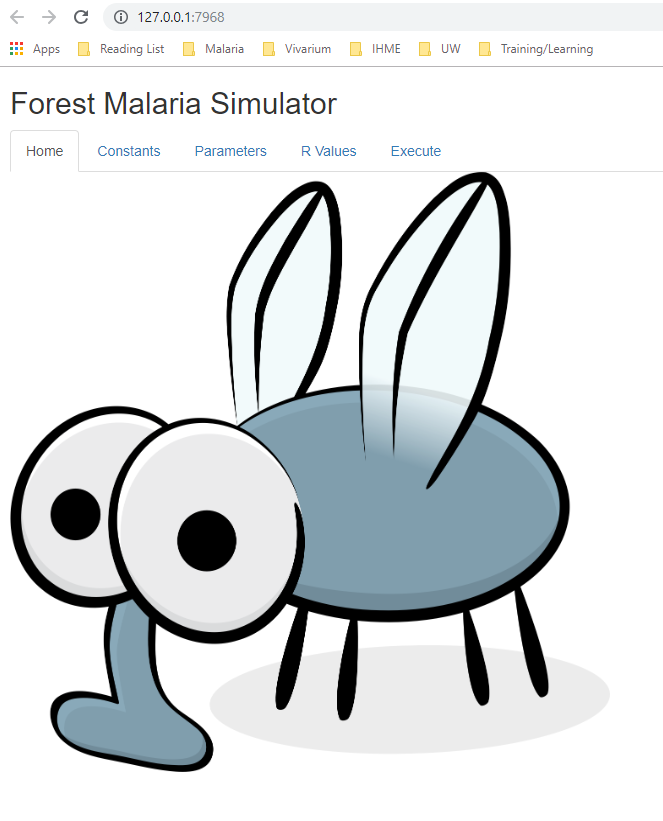 127.0.0.1:7968
Apps Reading List Malaria Vivarium IHME UW Training/Learning
Forest Malaria Simulator
Home Constants Parameters R Values Execute